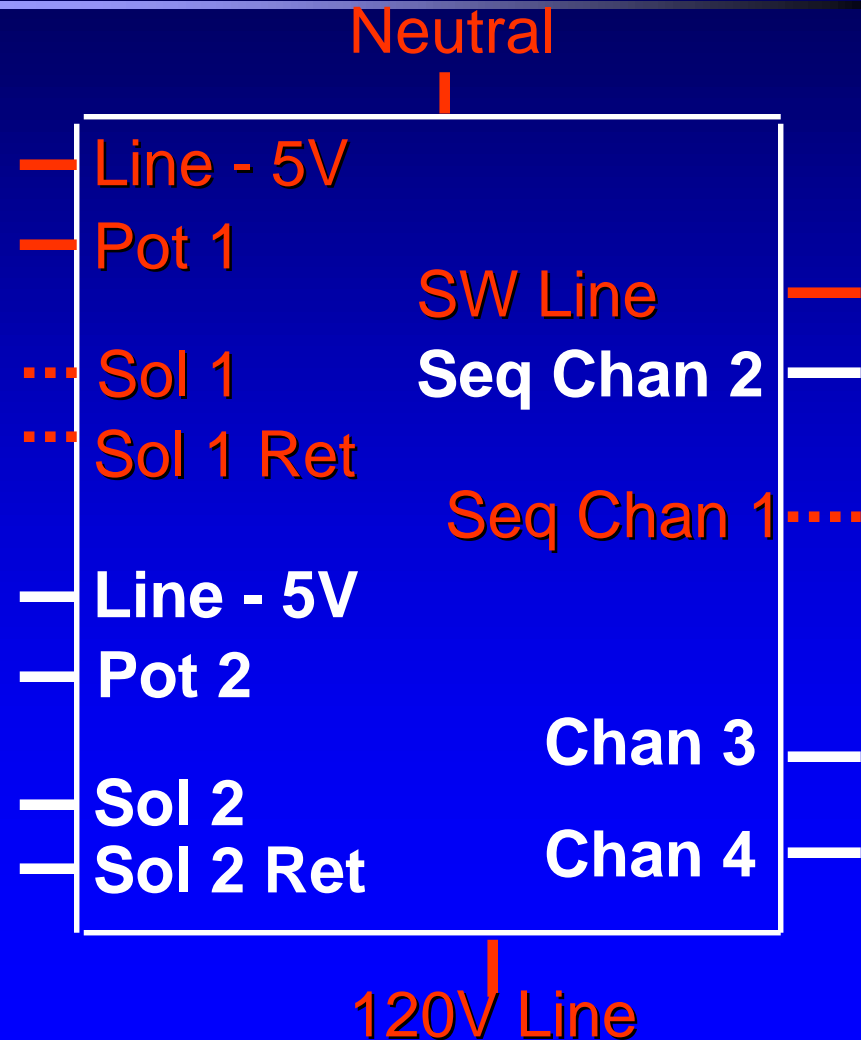 Neutral
Line - 5V
Pot 1
SW Line
Sol 1
Seq Chan 2
Sol 1 Ret
Seq Chan 1
Line - 5V
Pot 2
Chan 3
Sol 2
Chan 4
Sol 2 Ret
120V Line